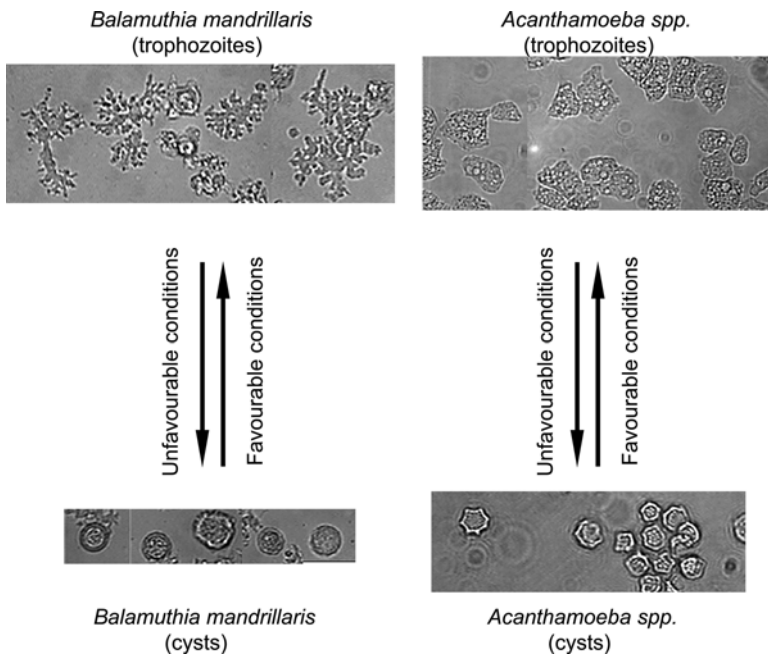 Balamuthia mandrillaris
(trophozoites)
Acanthamoeba spp.
(trophozoites)
Unfavourable conditions
Favourable conditions
Unfavourable conditions
Favourable conditions
Balamuthia mandrillaris
(cysts)
Acanthamoeba spp.
(cysts)